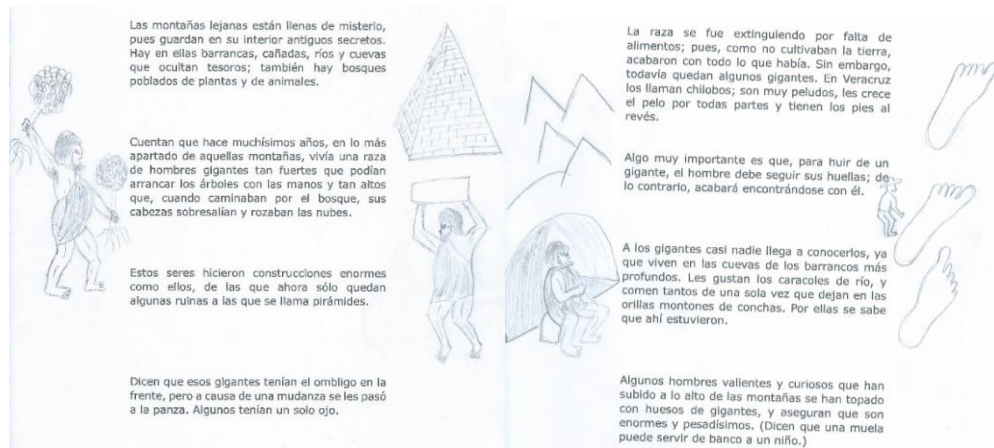 Las montañas lejanas están llenas de misterio,
pues guardan en su interior antiguos secretos.
Hay en ellas barrancas, cañadas, ríos y cuevas
que ocultan tesoros; también hay bosques
poblados de plantas y de animales.
Cuentan que hace muchísimos años, en lo más
apartado de aquellas montañas, vivía una raza
de hombres gigantes tan fuertes que podían
arrancar los árboles con las manos y tan altos
que, cuando caminaban por el bosque, sus
cabezas sobresalían y rozaban las nubes.
Estos seres hicieron construcciones enormes
como ellos, de las que ahora sólo quedan
algunas ruinas a las que se llama pirámides.
Dicen que esos gigantes tenían el ombligo en la
frente, pero a causa de una mudanza se les pasó
a la panza. Algunos tenían un solo ojo.
La raza se fue extinguiendo por falta de
alimentos; pues, como no cultivaban la tierra,
acabaron con todo lo que había. Sin embargo,
todavía quedan algunos gigantes. En Veracruz
los llaman chilobos; son muy peludos, les crece
el pelo por todas partes y tienen los pies al
revés.
Algo muy importante es que, para huir de un
gigante, el hombre debe seguir sus huellas; de
lo contrario, acabará encontrándose con él.
A los gigantes casi nadie llega a conocerlos, ya
que viven en las cuevas de los barrancos más
profundos. Les gustan los caracoles de río, y
comen tantos de una sola vez que dejan en las
orillas montones de conchas. Por ellas se sabe
que ahí estuvieron.
Algunos hombres valientes y curiosos que han
subido a lo alto de las montañas se han topado
con huesos de gigantes, y aseguran que son
enormes y pesadísimos. (Dicen que una muela
puede servir de banco a un niño.)